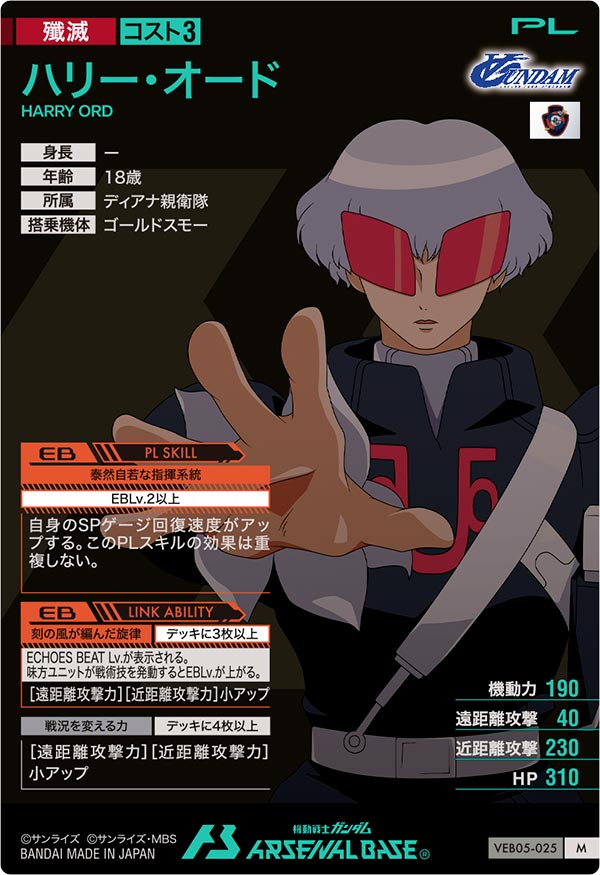 殲滅 コスト3 PL
ハリー・オード
HARRY ORD
∀GUNDAM
身長 ー
年齢 18歳
所属 ディアナ親衛隊
搭乗機体 ゴールドスモー
EB PL SKILL
泰然自若な指揮系統
EBLv.2以上
自身のSPゲージ回復速度がアッ
プする。このPLスキルの効果は重
複しない。
EB LINK ABILITY
刻の風が編んだ旋律 デッキに3枚以上
ECHOES BEAT Lv.が表示される。
味方ユニットが戦術技を発動するとEBLv.が上がる。
[遠距離攻撃力][近距離攻撃力]小アップ
戦況を変える力 デッキに4枚以上
[遠距離攻撃力][近距離攻撃力]
小アップ
機動力 190
遠距離攻撃 40
近距離攻撃 230
HP 310
©サンライズ ©サンライズ・MBS
BANDAI MADE IN JAPAN
機動戦士ガンダム
ARSENAL BASE®
VEB05-025 M